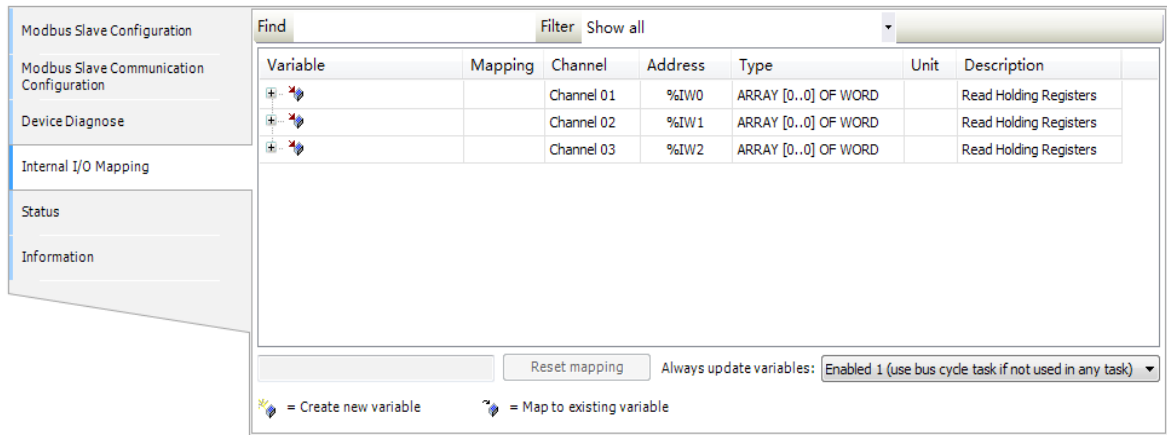 Modbus Slave Configuration
Modbus Slave Communication
Configuration
Device Diagnose
Internal I/O Mapping
Status
Information
Find Filter Show all
Variable Mapping Channel Address Type Unit Description
Channel 01 %IW0 ARRAY [0..0] OF WORD Read Holding Registers
Channel 02 %IW1 ARRAY [0..0] OF WORD Read Holding Registers
Channel 03 %IW2 ARRAY [0..0] OF WORD Read Holding Registers
Reset mapping Always update variables: Enabled 1 (use bus cycle task if not used in any task)
= Create new variable = Map to existing variable